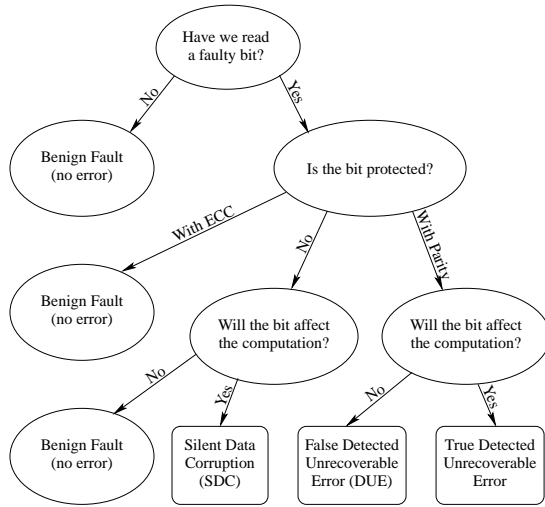 Have we read
a faulty bit?
No
Yes
Benign Fault
(no error)
Is the bit protected?
With ECC
No
With Parity
Benign Fault
(no error)
Will the bit affect
the computation?
Will the bit affect
the computation?
No
Yes
No
Yes
Benign Fault
(no error)
Silent Data
Corruption
(SDC)
False Detected
Unrecoverable
Error (DUE)
True Detected
Unrecoverable
Error